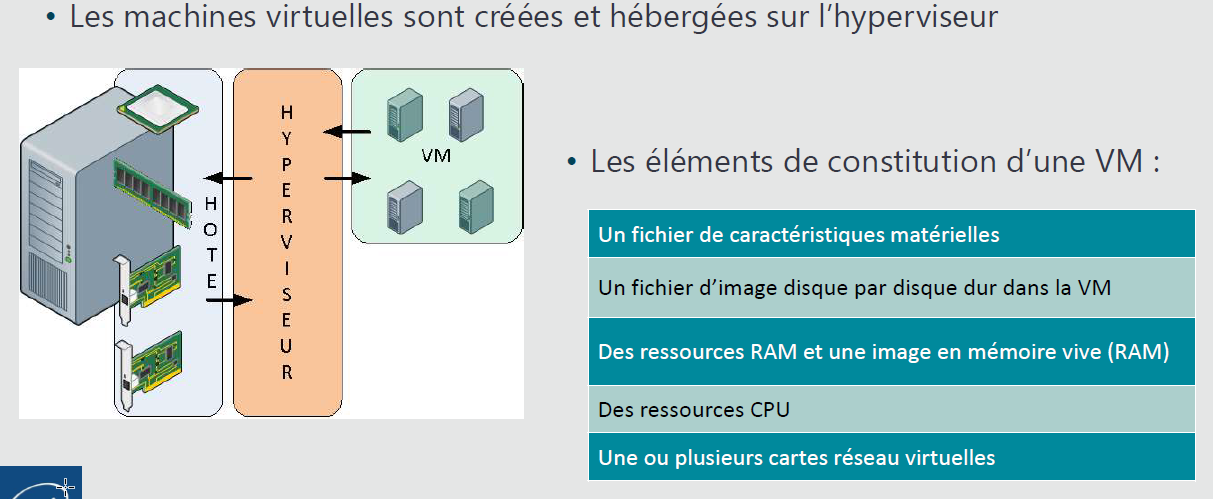 • Les machines virtuelles sont créées et hébergées sur l’hyperviseur
HOTE
HYPERVISEUR
VM
• Les éléments de constitution d’une VM :
Un fichier de caractéristiques matérielles
Un fichier d’image disque par disque dur dans la VM
Des ressources RAM et une image en mémoire vive (RAM)
Des ressources CPU
Une ou plusieurs cartes réseau virtuelles